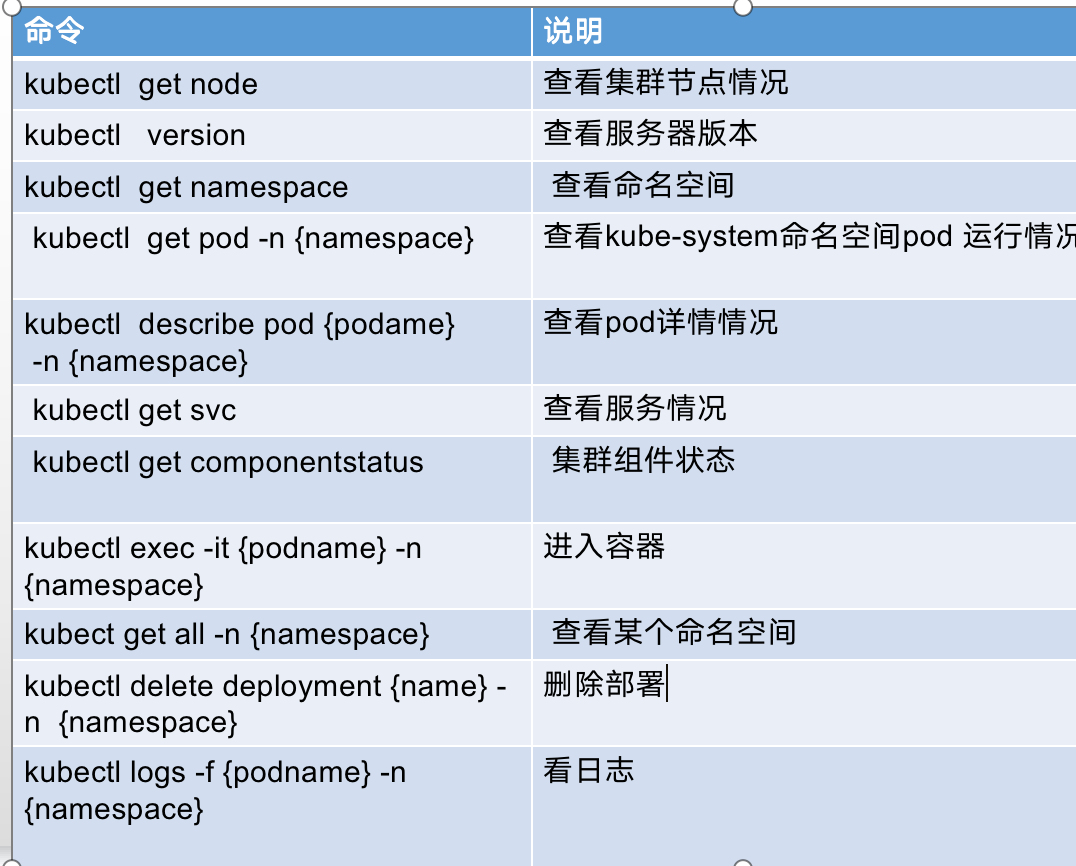 命令
说明
kubectl  get node
查看集群节点情况
kubectl   version
查看服务器版本
kubectl  get namespace
查看命名空间
kubectl  get pod -n {namespace}
查看kube-system命名空间pod 运行情况
kubectl  describe pod {podame}
-n {namespace}
查看pod详情情况
kubectl get svc
查看服务情况
kubectl get componentstatus
集群组件状态
kubectl exec -it {podname} -n
{namespace}
进入容器
kubect get all -n {namespace}
查看某个命名空间
kubectl delete deployment {name} -
n  {namespace}
删除部署
kubectl logs -f {podname} -n
{namespace}
看日志